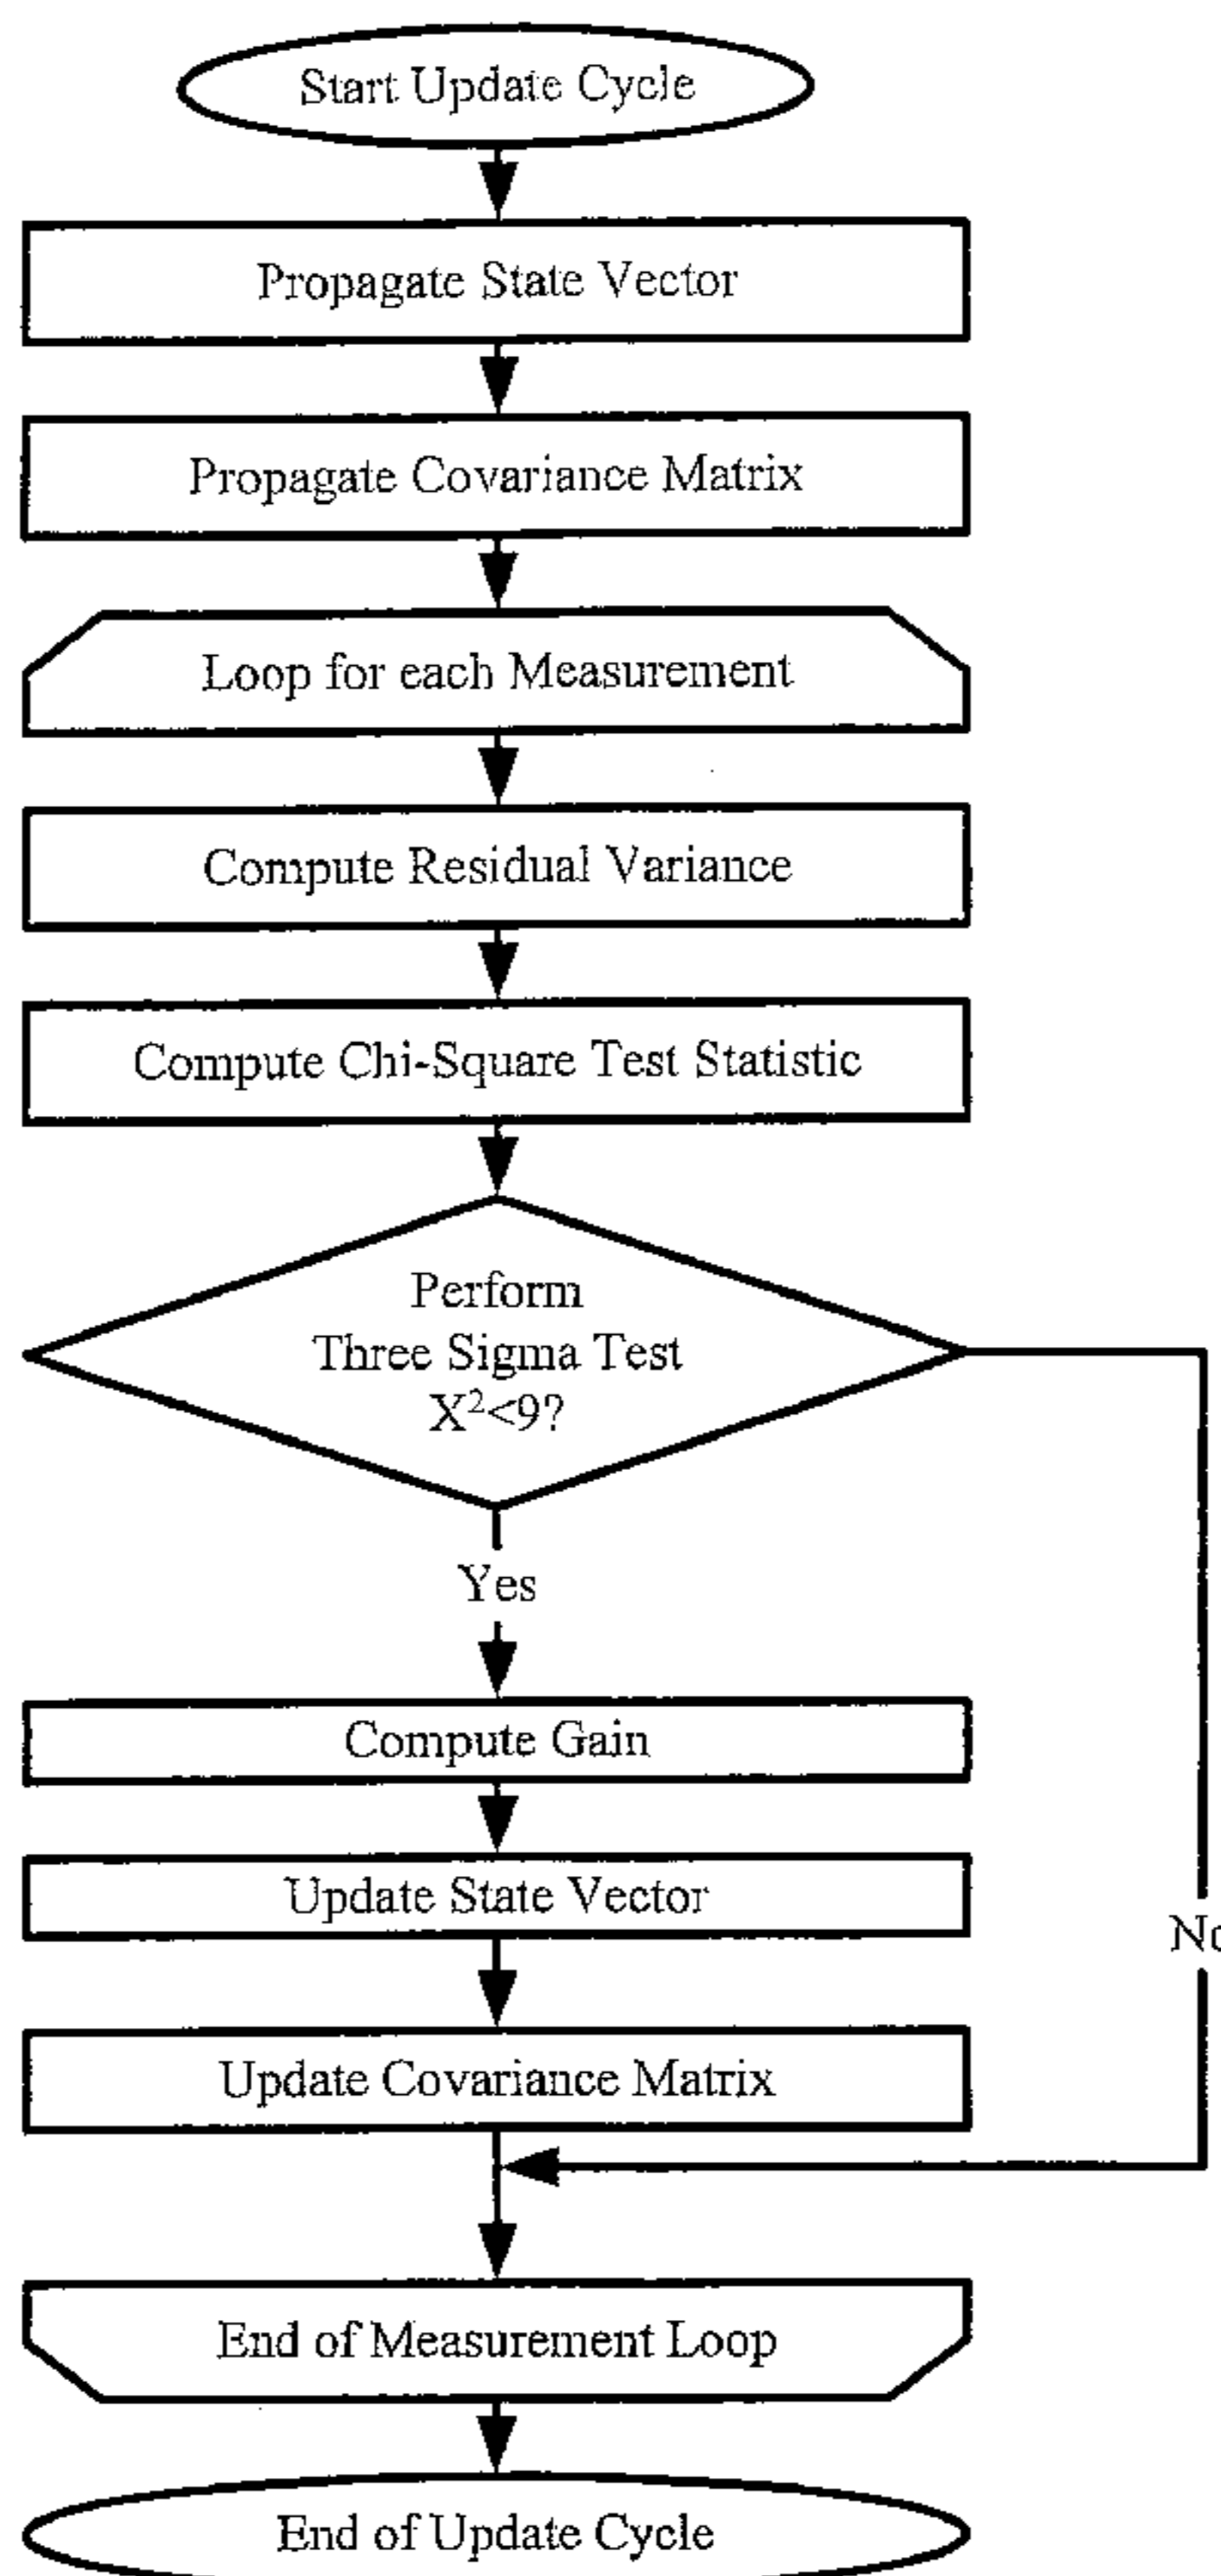 Start Update Cycle
Propagate State Vector
Propagate Covariance Matrix
Loop for each Measurement
Compute Residual Variance
Compute Chi-Square Test Statistic
Perform
Three Sigma Test
X²<9?
Yes
Compute Gain
Update State Vector
No
Update Covariance Matrix
End of Measurement Loop
End of Update Cycle